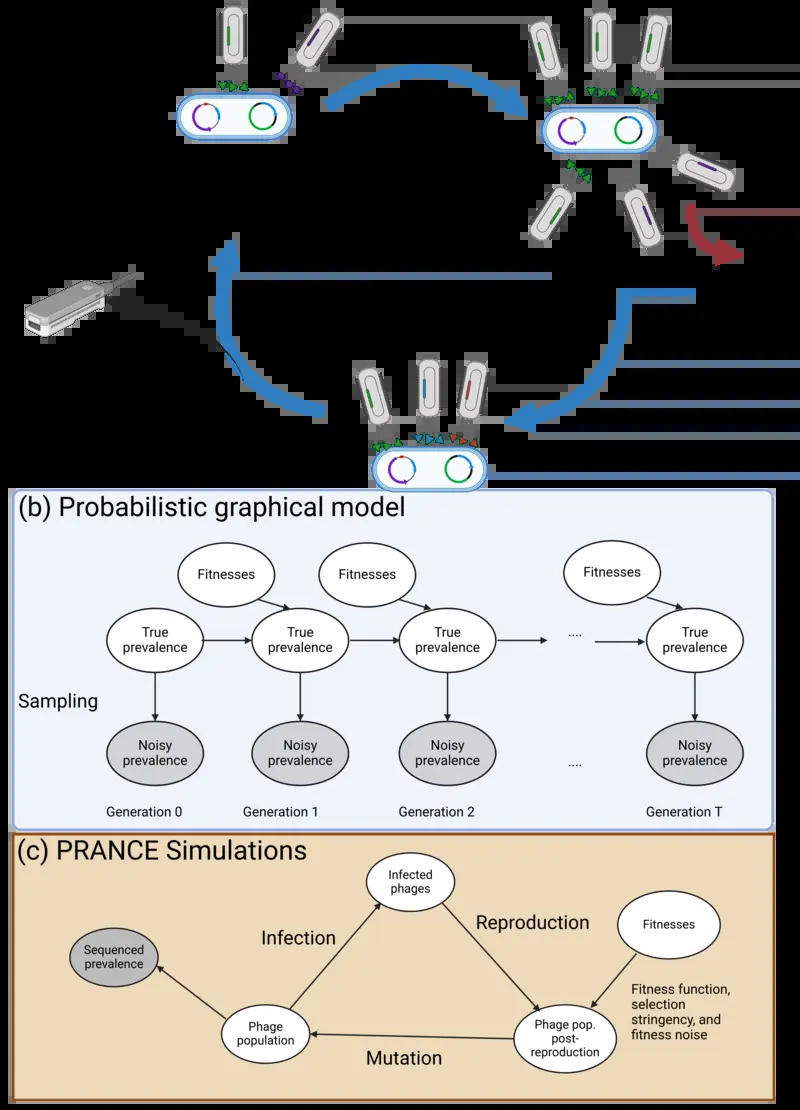 (b) Probabilistic graphical model
Fitnesses
Fitnesses
Fitnesses
True
prevalence
True
prevalence
True
prevalence
....
True
prevalence
Sampling
Noisy
prevalence
Noisy
prevalence
Noisy
prevalence
....
Noisy
prevalence
Generation 0
Generation 1
Generation 2
Generation T
(c) PRANCE Simulations
Infected
phages
Infection
Reproduction
Fitnesses
Sequenced
prevalence
Fitness function,
selection
stringency, and
fitness noise
Phage
population
Phage pop.
post-
reproduction
Mutation